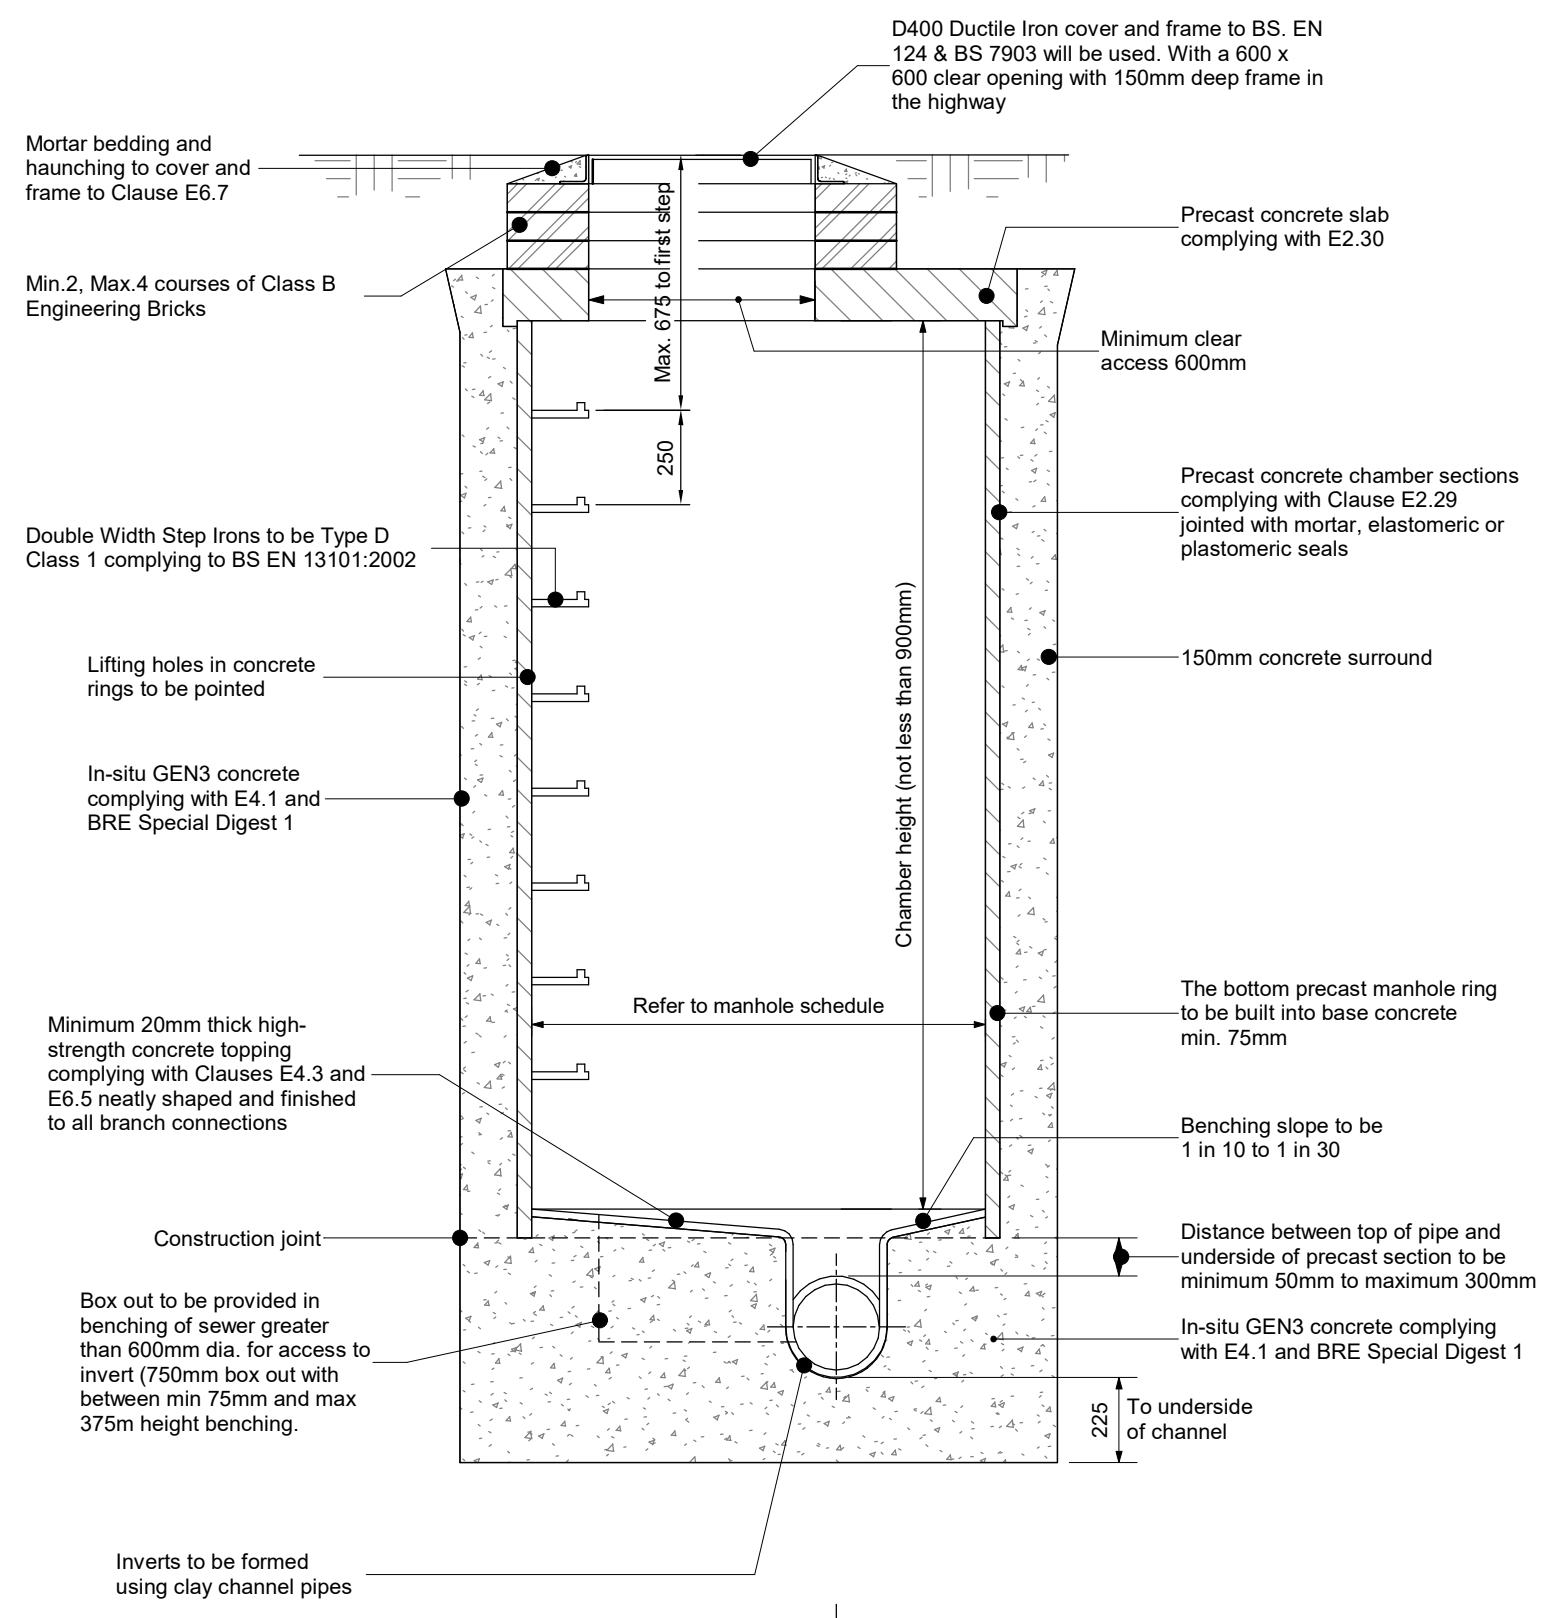 D400 Ductile Iron cover and frame to BS. EN
124 & BS 7903 will be used. With a 600 x
600 clear opening with 150mm deep frame in
the highway
Mortar bedding and
haunching to cover and
frame to Clause E6.7
Min.2, Max.4 courses of Class B
Engineering Bricks
Max. 675 to first step
Precast concrete slab
complying with E2.30
Minimum clear
access 600mm
250
Precast concrete chamber sections
complying with Clause E2.29
jointed with mortar, elastomeric or
plastomeric seals
Double Width Step Irons to be Type D
Class 1 complying to BS EN 13101:2002
Lifting holes in concrete
rings to be pointed
150mm concrete surround
Chamber height (not less than 900mm)
In-situ GEN3 concrete
complying with E4.1 and
BRE Special Digest 1
Refer to manhole schedule
The bottom precast manhole ring
to be built into base concrete
min. 75mm
Minimum 20mm thick high-
strength concrete topping
complying with Clauses E4.3 and
E6.5 neatly shaped and finished
to all branch connections
Benching slope to be
1 in 10 to 1 in 30
Construction joint
Distance between top of pipe and
underside of precast section to be
minimum 50mm to maximum 300mm
Box out to be provided in
benching of sewer greater
than 600mm dia. for access to
invert (750mm box out with
between min 75mm and max
375m height benching.
In-situ GEN3 concrete complying
with E4.1 and BRE Special Digest 1
225
To underside
of channel
Inverts to be formed
using clay channel pipes